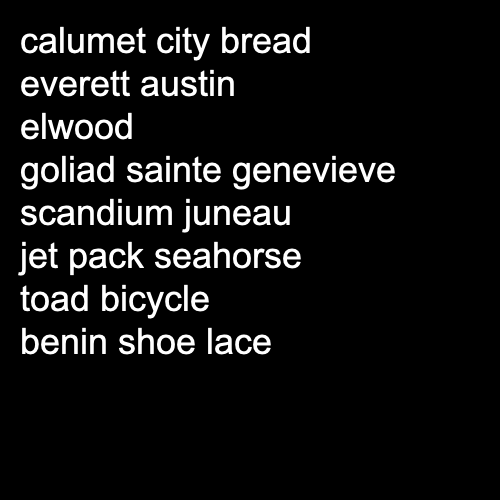 calumet city bread
everett austin
elwood
goliad sainte genevieve
scandium juneau
jet pack seahorse
toad bicycle
benin shoe lace